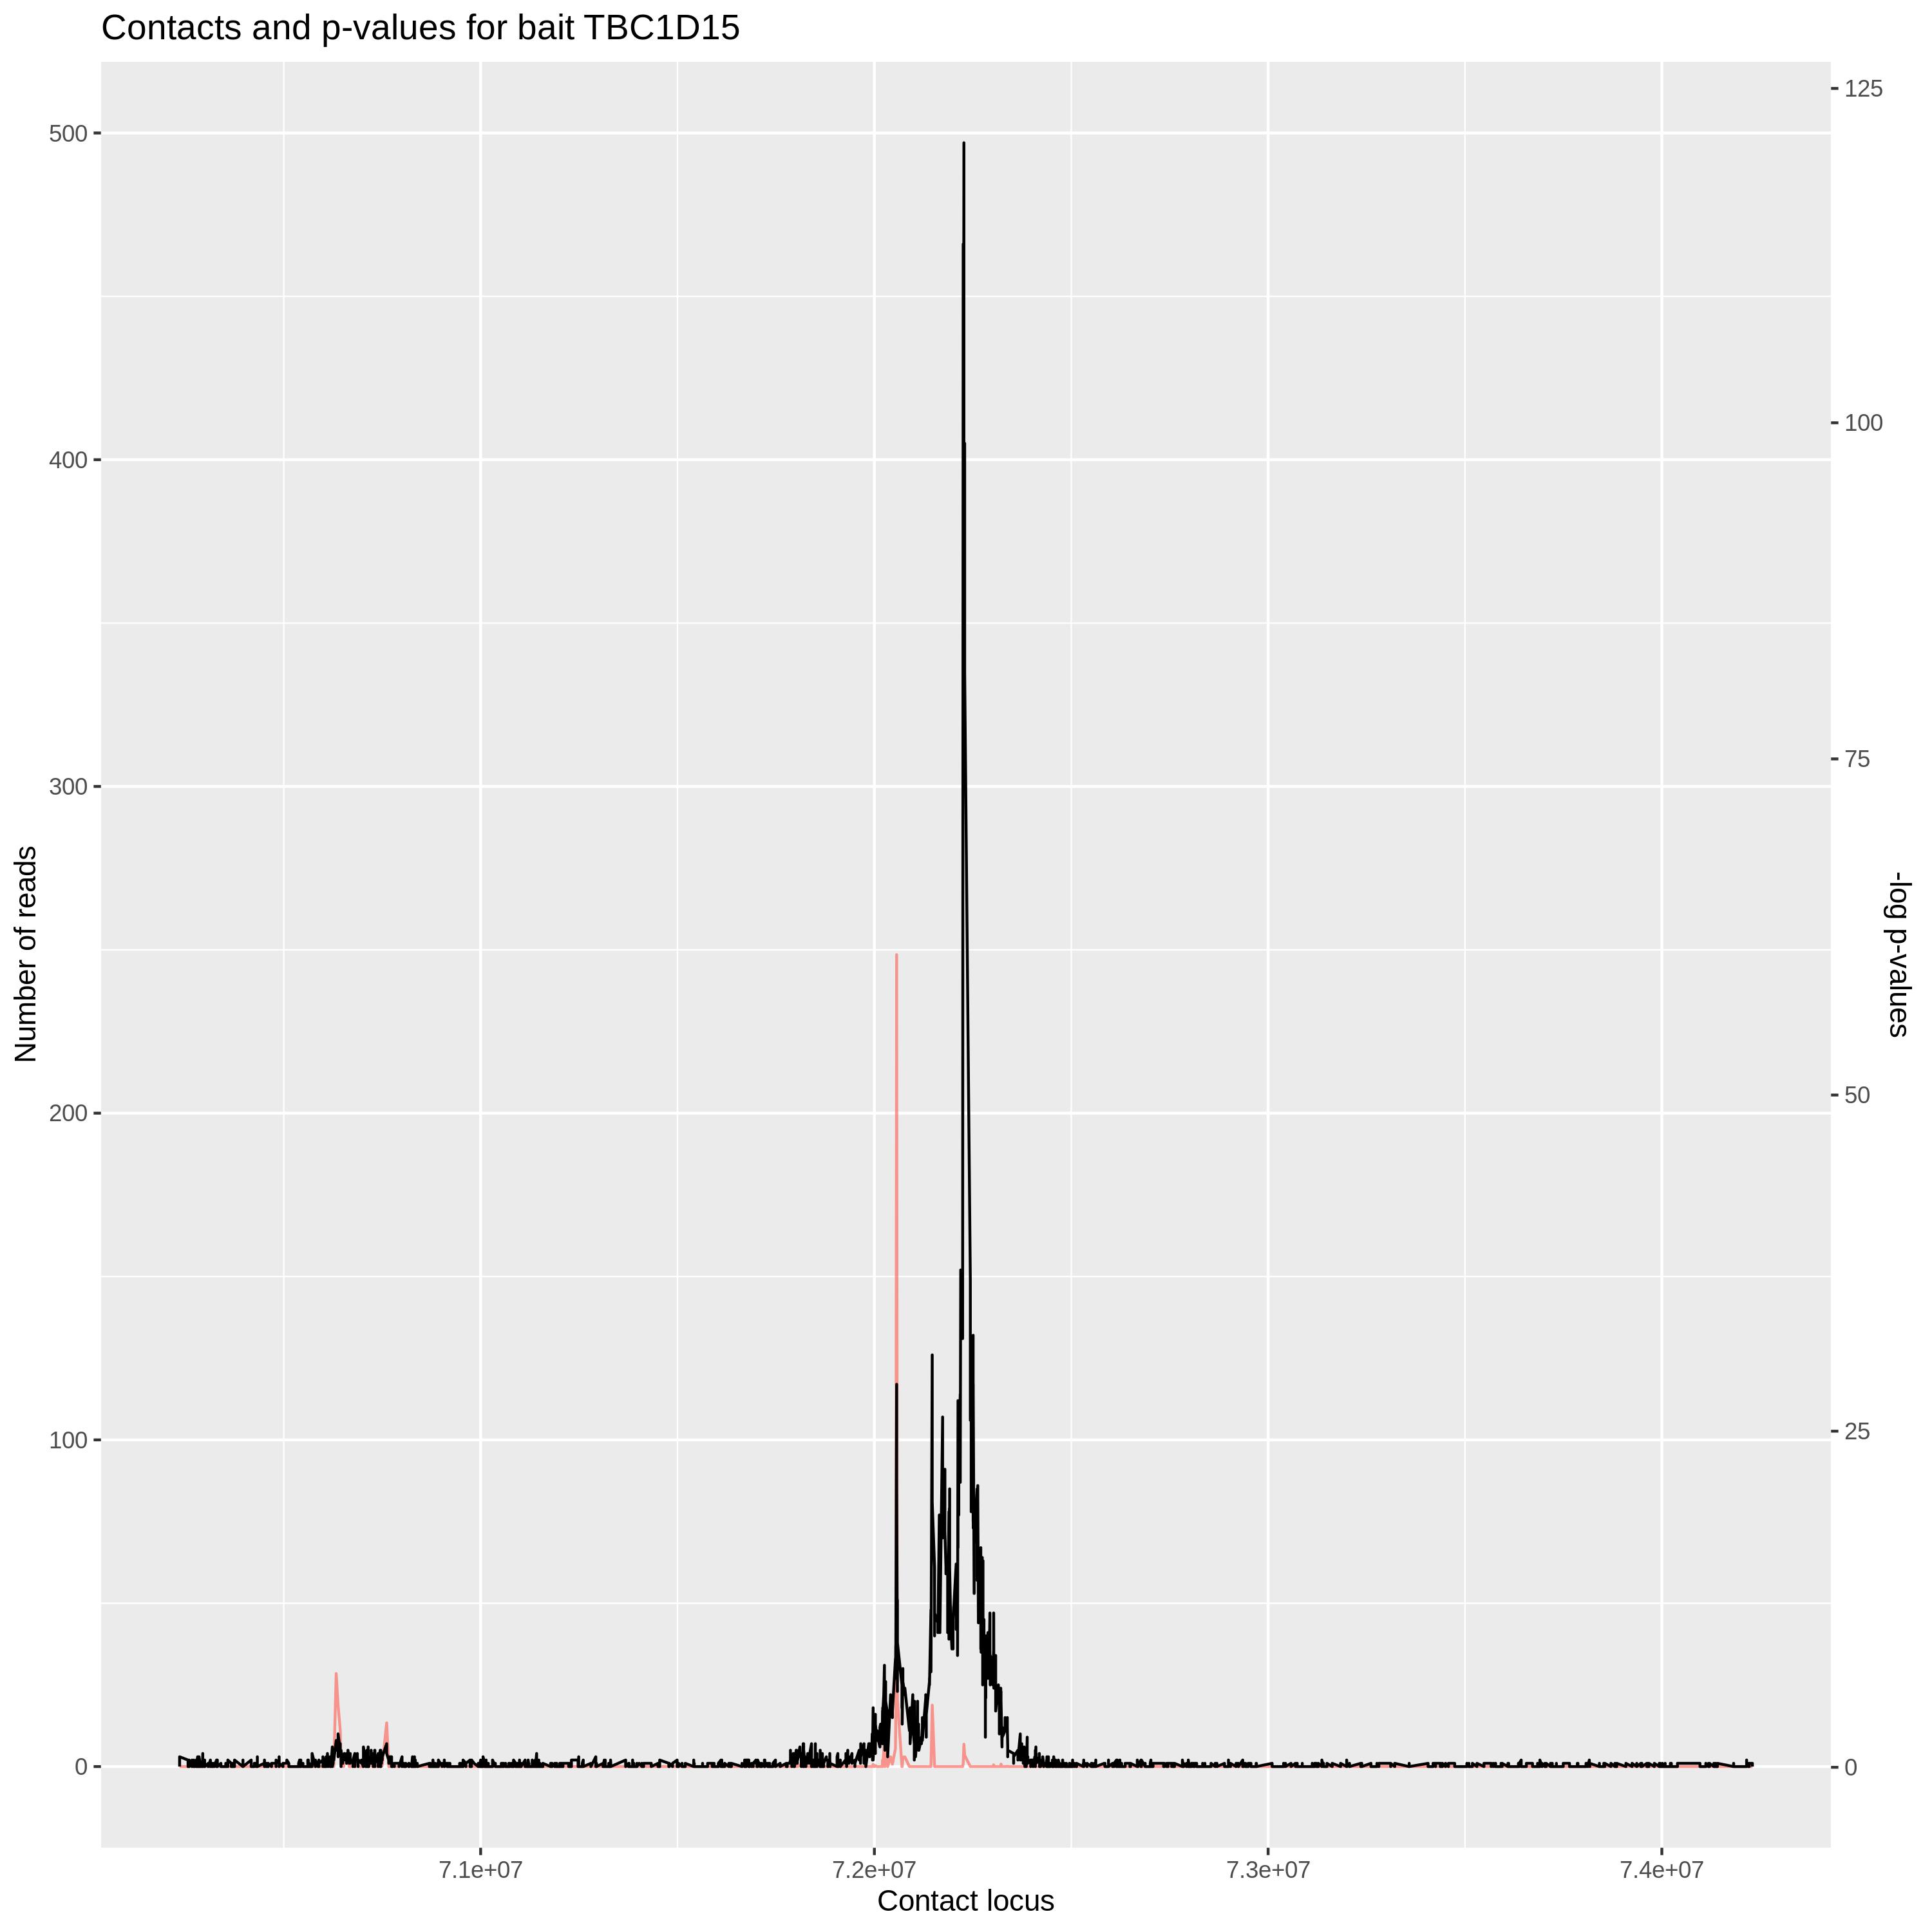 Contacts and p-values for bait TBC1D15
125
500
100
400
75
300
Number of reads
-log p-values
50
200
25
100
0
0
7.1e+07
7.2e+07
7.3e+07
7.4e+07
Contact locus